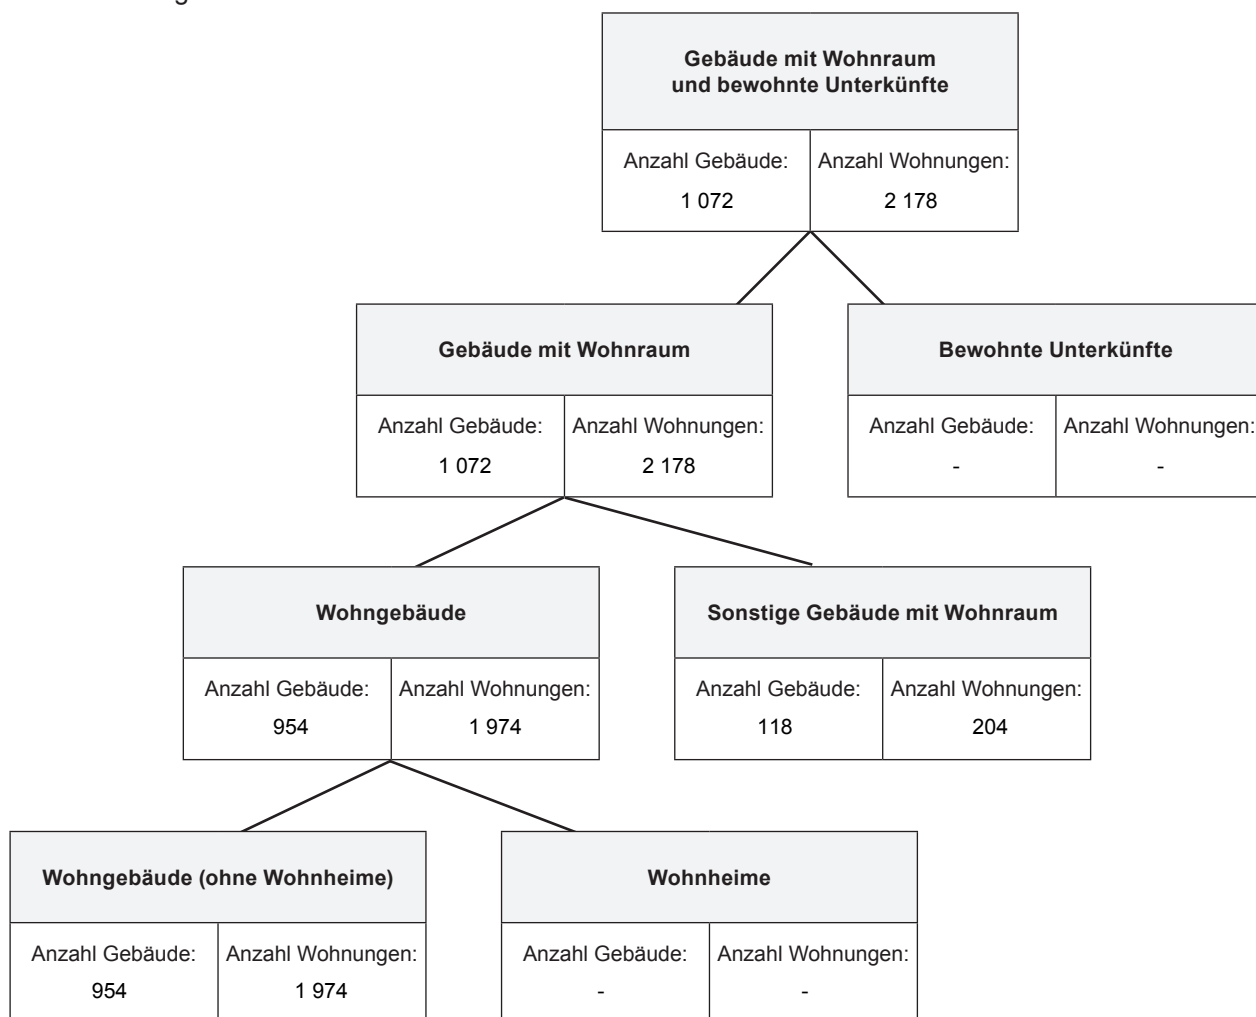 Gebäude mit Wohnraum
und bewohnte Unterkünfte
Anzahl Gebäude: Anzahl Wohnungen:
1 072 2 178
Gebäude mit Wohnraum Bewohnte Unterkünfte
Anzahl Gebäude: Anzahl Wohnungen: Anzahl Gebäude: Anzahl Wohnungen:
1 072 2 178 - -
Wohngebäude Sonstige Gebäude mit Wohnraum
Anzahl Gebäude: Anzahl Wohnungen: Anzahl Gebäude: Anzahl Wohnungen:
954 1 974 118 204
Wohngebäude (ohne Wohnheime) Wohnheime
Anzahl Gebäude: Anzahl Wohnungen: Anzahl Gebäude: Anzahl Wohnungen:
954 1 974 - -